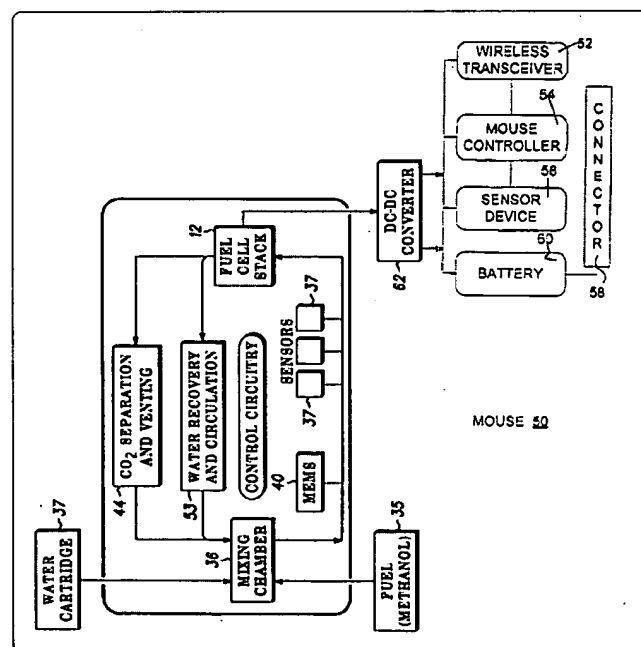 WIRELESS
TRANSCEIVER
52
MOUSE
CONTROLLER
54
SENSOR
DEVICE
58
BATTERY
60
CONNECTOR
58
DC-DC
CONVERTER
62
FUEL CELL
STACK
12
CO2 SEPARATION
AND VENTING
44
WATER RECOVERY
AND CIRCULATION
53
CONTROL CIRCUITRY
SENSORS
37
37
MEMS
40
MIXING
CHAMBER
36
WATER
CARTRIDGE
37
FUEL
(METHANOL)
35
MOUSE 50